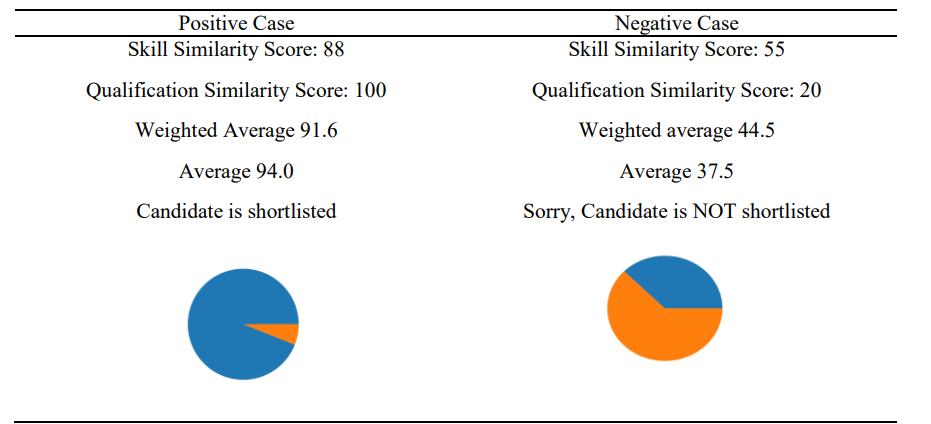 Positive Case Negative Case
Skill Similarity Score: 88 Skill Similarity Score: 55
Qualification Similarity Score: 100 Qualification Similarity Score: 20
Weighted Average 91.6 Weighted average 44.5
Average 94.0 Average 37.5
Candidate is shortlisted Sorry, Candidate is NOT shortlisted